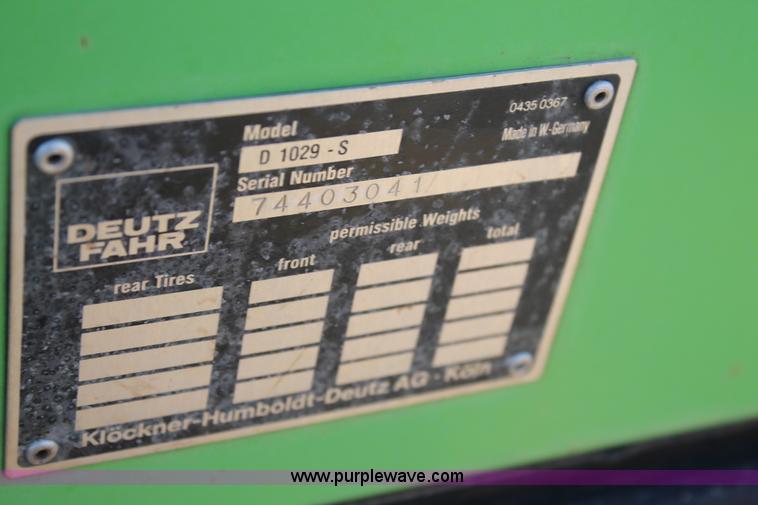 Model
0435 0367
D 1029 - S
Made in W.-Germany
Serial Number
74403041/
DEUTZ
FAHR
permissible Weights
rear Tires
front
rear
total
Klöckner-Humboldt-Deutz AG · Köln
www.purplewave.com